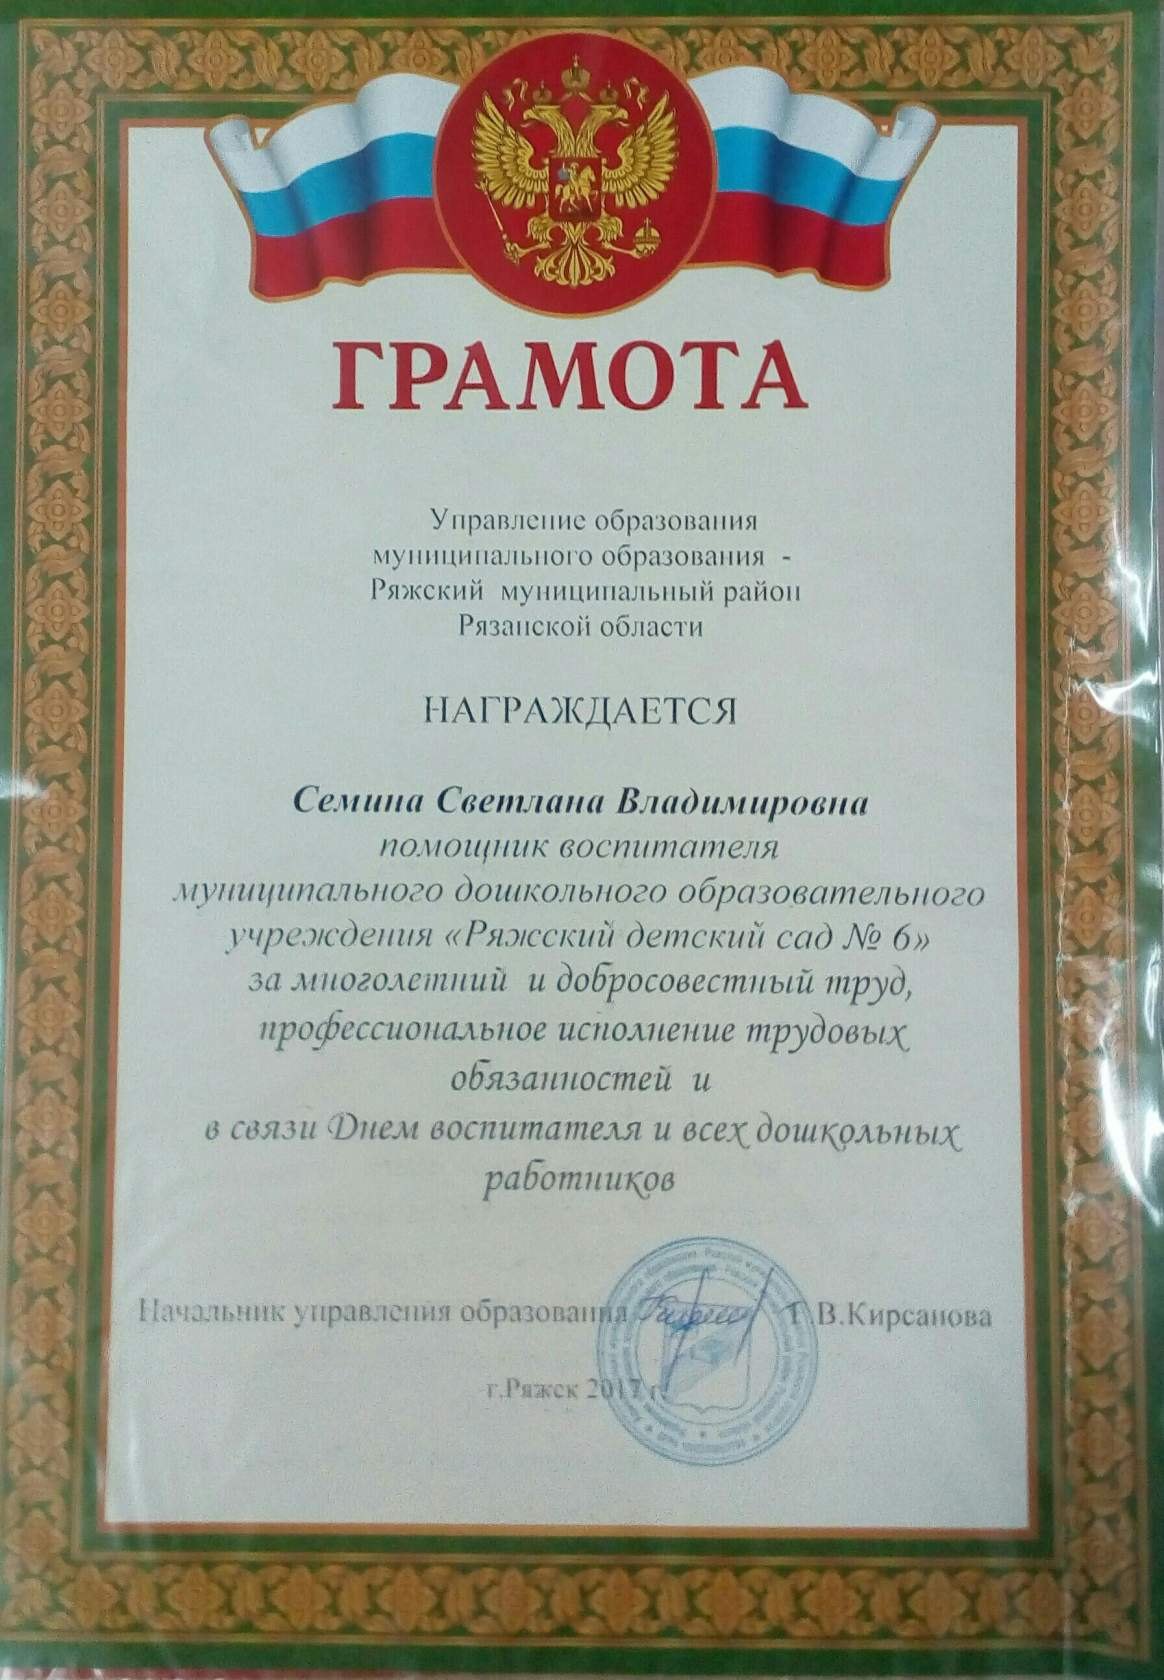 ГРАМОТА
Управление образования
муниципального образования -
Ряжский муниципальный район
Рязанской области
НАГРАЖДАЕТСЯ
Семина Светлана Владимировна
помощник воспитателя
муниципального дошкольного образовательного
учреждения «Ряжсский детский сад № 6»
за многолетний и добросовестный труд,
профессиональное исполнение трудовых
обязанностей и
в связи Днем воспитателя и всех дошкольных
работников
Начальник управления образования Г.В.Кирсанова
г.Ряжск 2017 г.